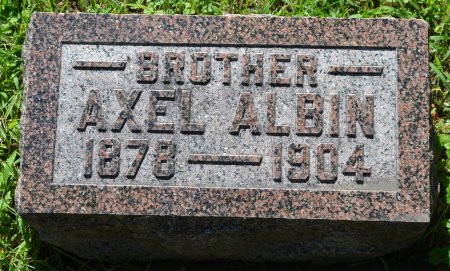 — BROTHER —
AXEL ALBIN
1878 — 1904